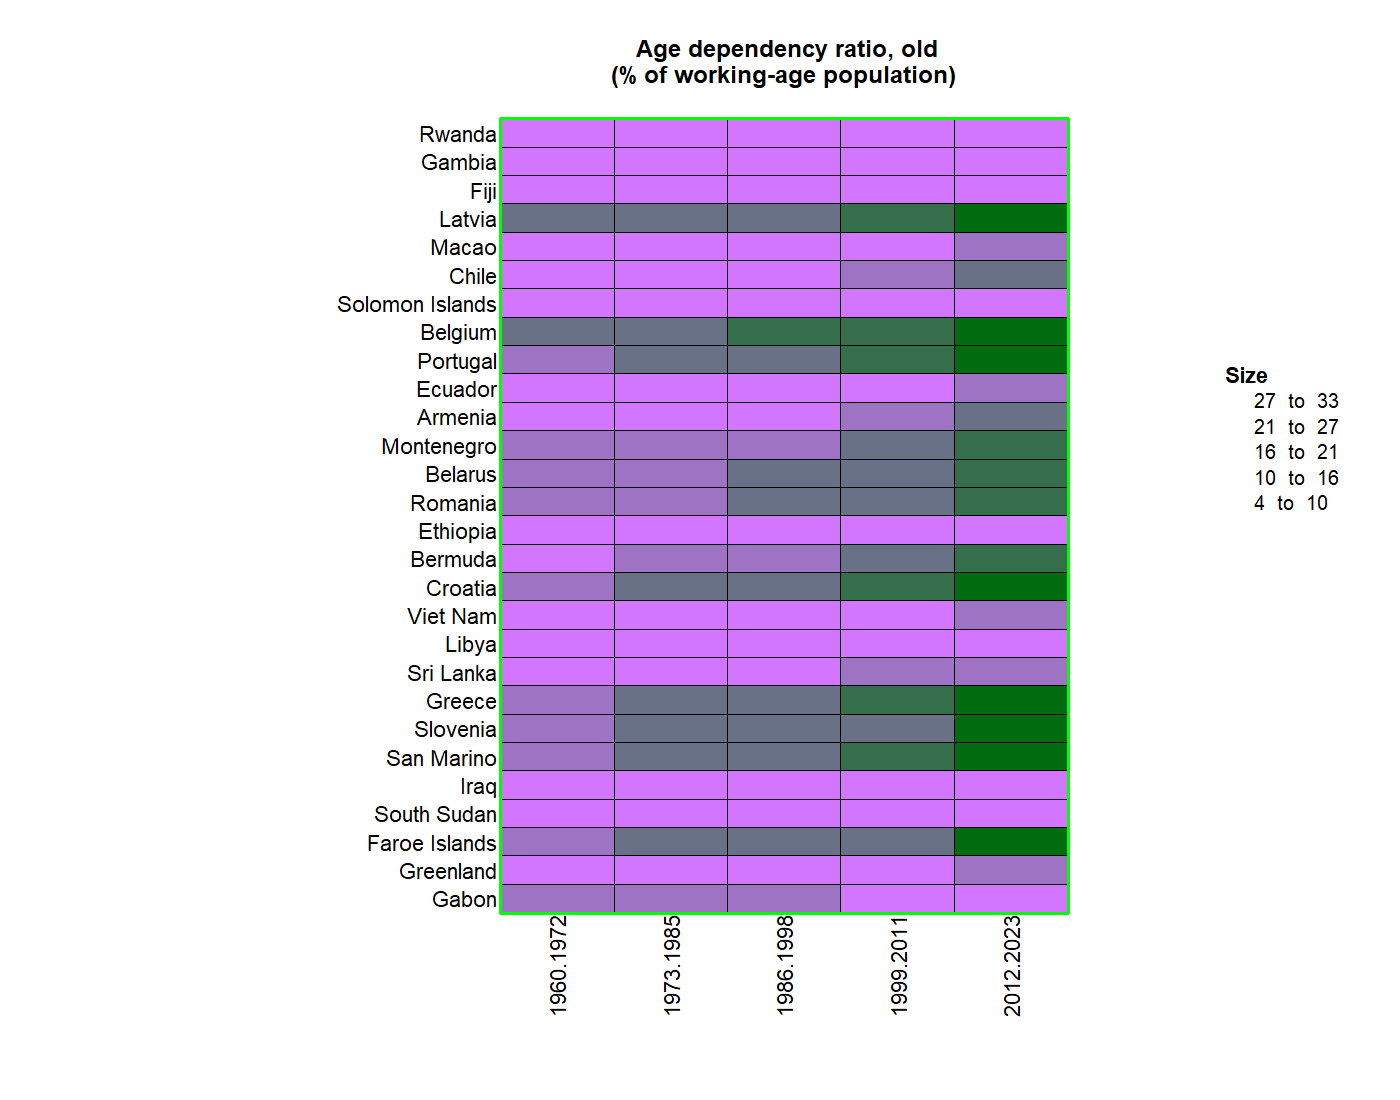 Age dependency ratio, old
(% of working-age population)
Rwanda
Gambia
Fiji
Latvia
Macao
Chile
Solomon Islands
Belgium
Portugal
Ecuador
Armenia
Montenegro
Belarus
Romania
Ethiopia
Bermuda
Croatia
Viet Nam
Libya
Sri Lanka
Greece
Slovenia
San Marino
Iraq
South Sudan
Faroe Islands
Greenland
Gabon
1960.1972
1973.1985
1986.1998
1999.2011
2012.2023
Size
27 to 33
21 to 27
16 to 21
10 to 16
4 to 10